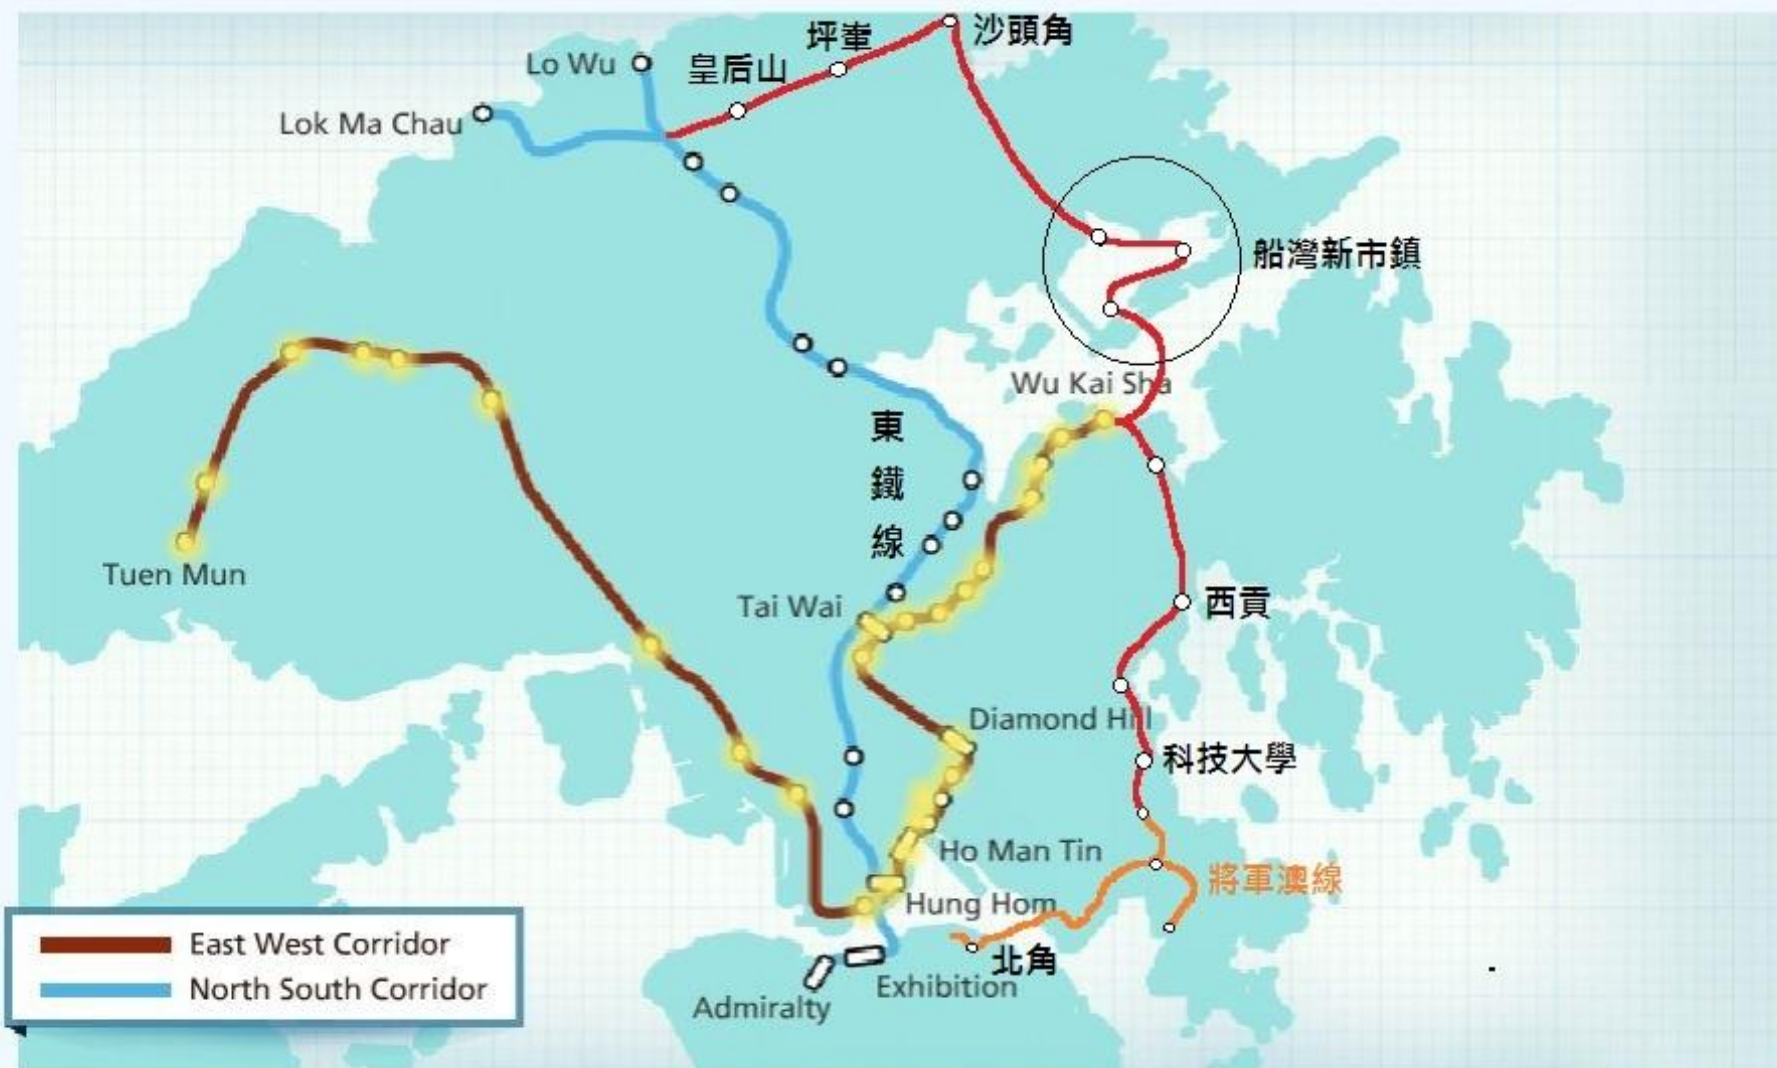 沙頭角
坪輋
皇后山
Lo Wu
Lok Ma Chau
船灣新市鎮
Wu Kai Sha
東鐵線
Tuen Mun
Tai Wai
西貢
Diamond Hill
科技大學
Ho Man Tin
將軍澳線
Hung Hom
北角
Exhibition
Admiralty
East West Corridor
North South Corridor